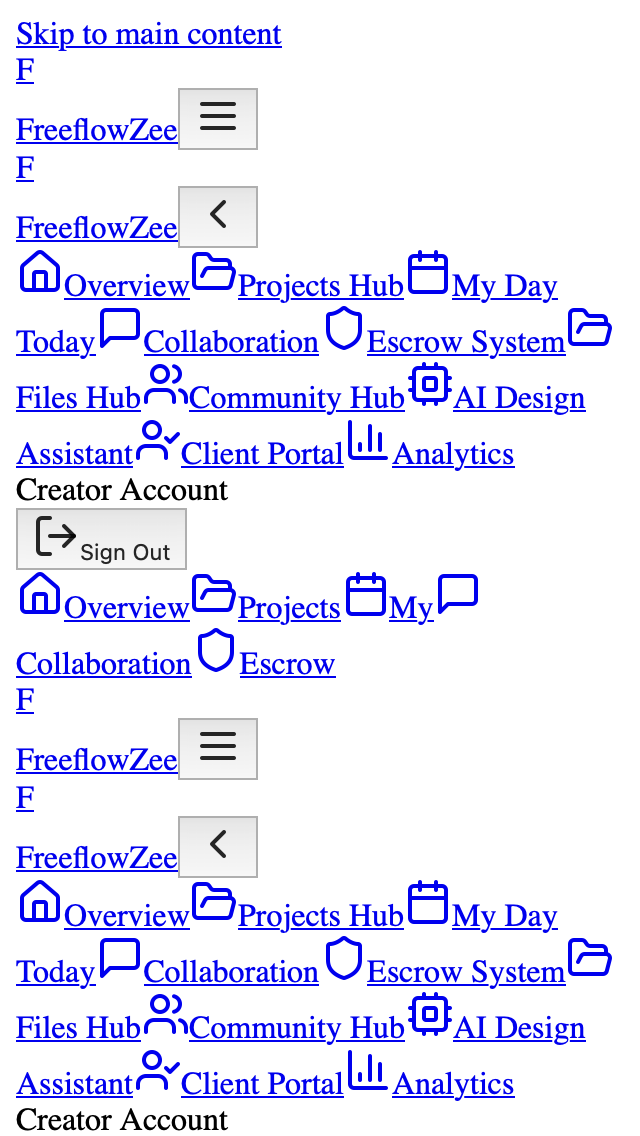 Skip to main content
F
FreeflowZee
F
FreeflowZee
Overview Projects Hub My Day
Today Collaboration Escrow System
Files Hub Community Hub AI Design
Assistant Client Portal Analytics
Creator Account
Sign Out
Overview Projects My
Collaboration Escrow
F
FreeflowZee
F
FreeflowZee
Overview Projects Hub My Day
Today Collaboration Escrow System
Files Hub Community Hub AI Design
Assistant Client Portal Analytics
Creator Account